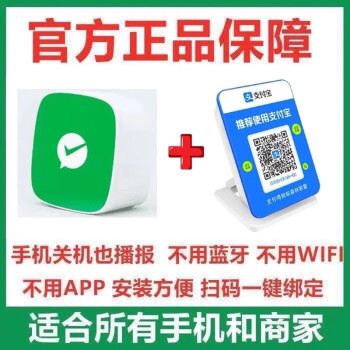 官方正品保障
支付宝
推荐使用支付宝
手机关机也播报 不用蓝牙 不用WIFI
不用APP 安装方便 扫码一键绑定
适合所有手机和商家